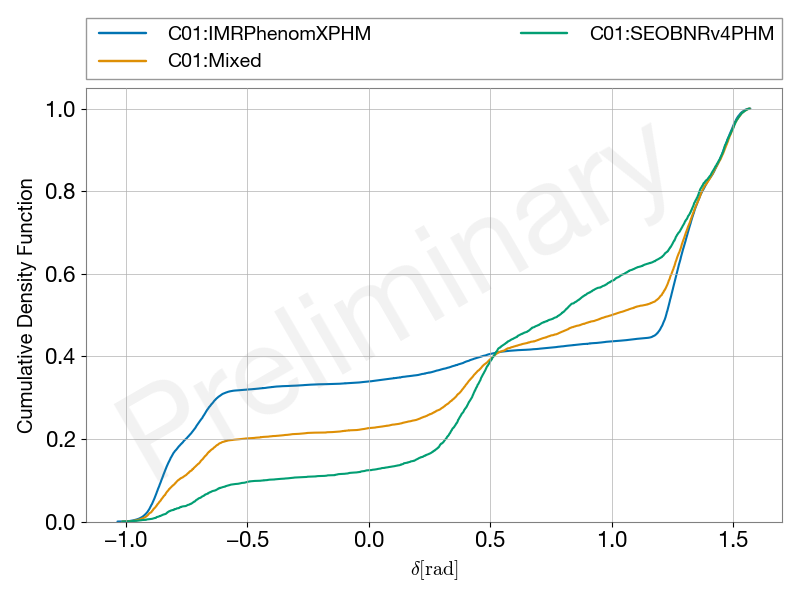 C01:IMRPhenomXPHM
C01:Mixed
C01:SEOBNRv4PHM
Preliminary
Cumulative Density Function
1.0
0.8
0.6
0.4
0.2
0.0
−1.0 −0.5 0.0 0.5 1.0 1.5
δ[rad]